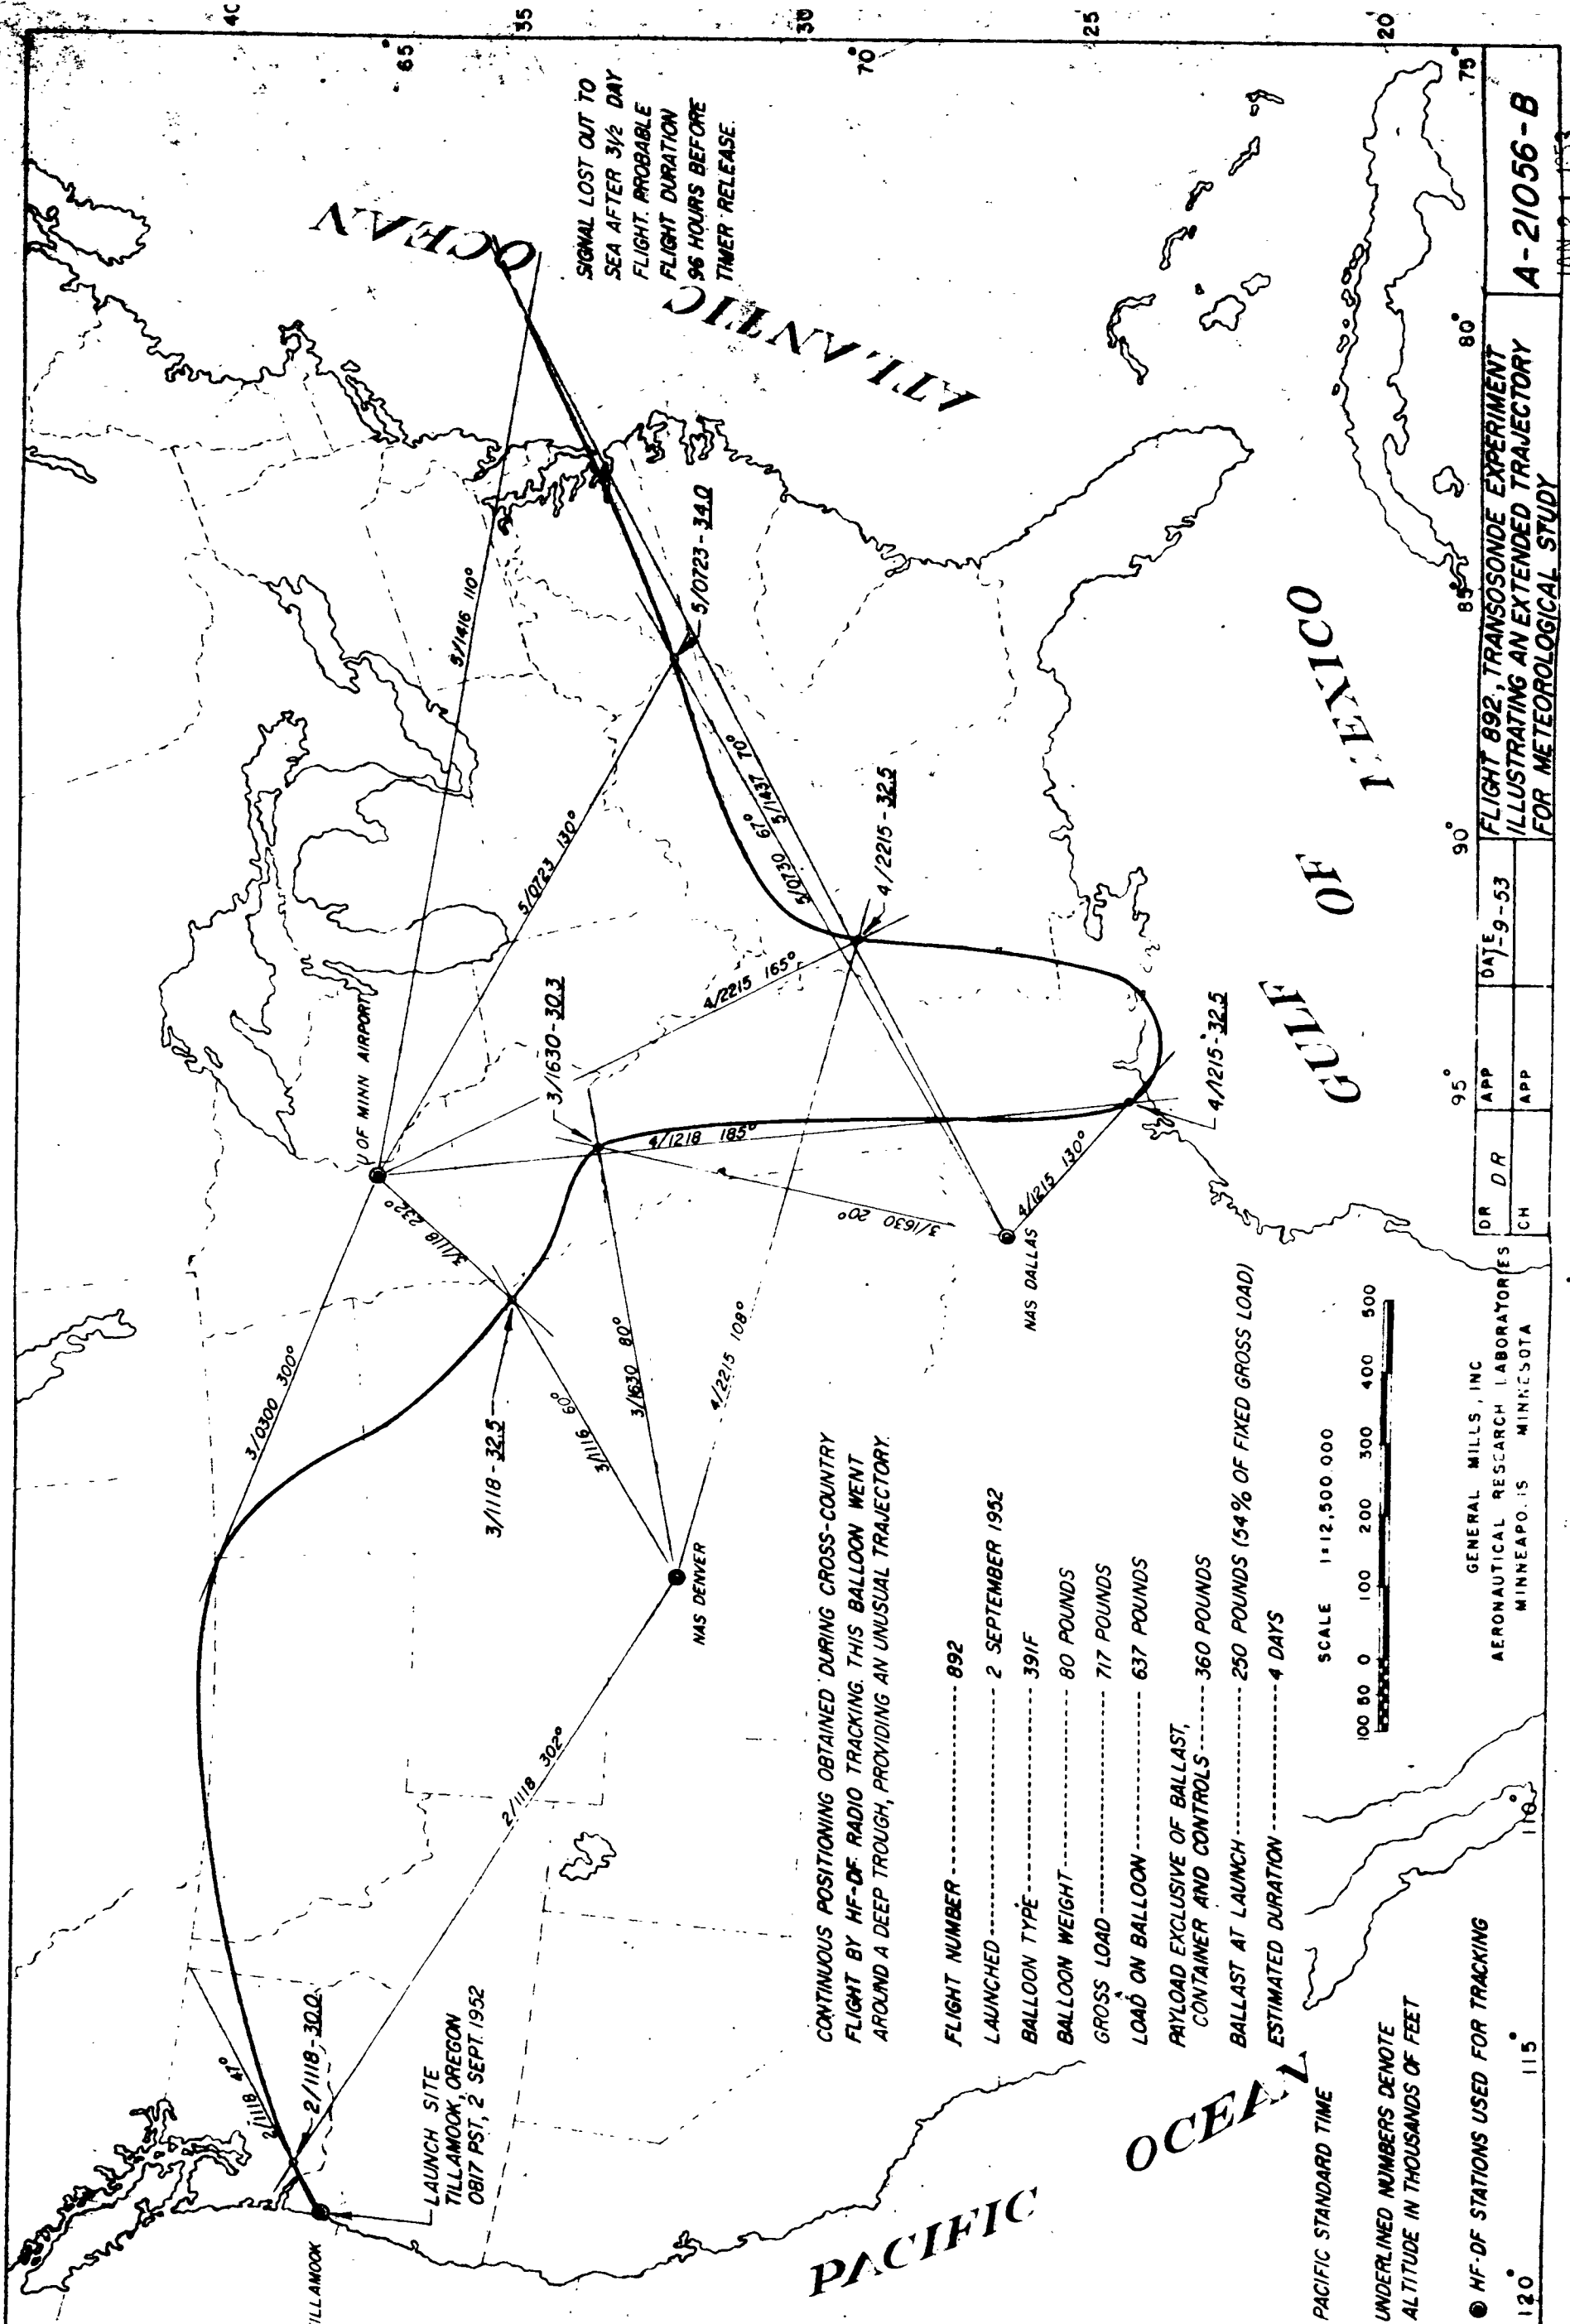 TILLAMOOK
LAUNCH SITE
TILLAMOOK, OREGON
0817 PST, 2 SEPT. 1952
2/1118 47°
2/1118-30.0
2/1118 302°
NAS DENVER
3/0300 300°
3/1118-32.5
3/1116 60°
3/1118 232°
3/1630 80°
4/2215 108°
U OF MINN AIRPORT
3/1630-30.3
4/1218 185°
3/1630 20°
NAS DALLAS
4/1215 130°
4/1215-32.5
4/2215 165°
4/2215-32.5
5/0723 130°
5/0730 67°
5/1437 70°
5/0723-34.0
5/1416 110°
SIGNAL LOST OUT TO
SEA AFTER 3½ DAY
FLIGHT. PROBABLE
FLIGHT DURATION
96 HOURS BEFORE
TIMER RELEASE.
ATLANTIC
OCEAN
GULF OF MEXICO
PACIFIC
OCEAN
CONTINUOUS POSITIONING OBTAINED DURING CROSS-COUNTRY
FLIGHT BY HF-DF RADIO TRACKING. THIS BALLOON WENT
AROUND A DEEP TROUGH, PROVIDING AN UNUSUAL TRAJECTORY.
FLIGHT NUMBER ---------- 892
LAUNCHED ---------- 2 SEPTEMBER 1952
BALLOON TYPE ---------- 391F
BALLOON WEIGHT ---------- 80 POUNDS
GROSS LOAD ---------- 717 POUNDS
LOAD ON BALLOON ---------- 637 POUNDS
PAYLOAD EXCLUSIVE OF BALLAST,
CONTAINER AND CONTROLS ------- 360 POUNDS
BALLAST AT LAUNCH ---------- 250 POUNDS (54% OF FIXED GROSS LOAD)
ESTIMATED DURATION ---------- 4 DAYS
PACIFIC STANDARD TIME
UNDERLINED NUMBERS DENOTE
ALTITUDE IN THOUSANDS OF FEET
HF-DF STATIONS USED FOR TRACKING
SCALE 1=12,500,000
100 50 0 100 200 300 400 500
GENERAL MILLS, INC
AERONAUTICAL RESEARCH LABORATORIES
MINNEAPOLIS MINNESOTA
120° 115° 110° 95° 90° 85° 80° 75°
40 65° 35 30 70° 25 20
DR D.R APP DATE 1-9-53
CH APP
FLIGHT 892, TRANSOSONDE EXPERIMENT
ILLUSTRATING AN EXTENDED TRAJECTORY
FOR METEOROLOGICAL STUDY
A-21056-B